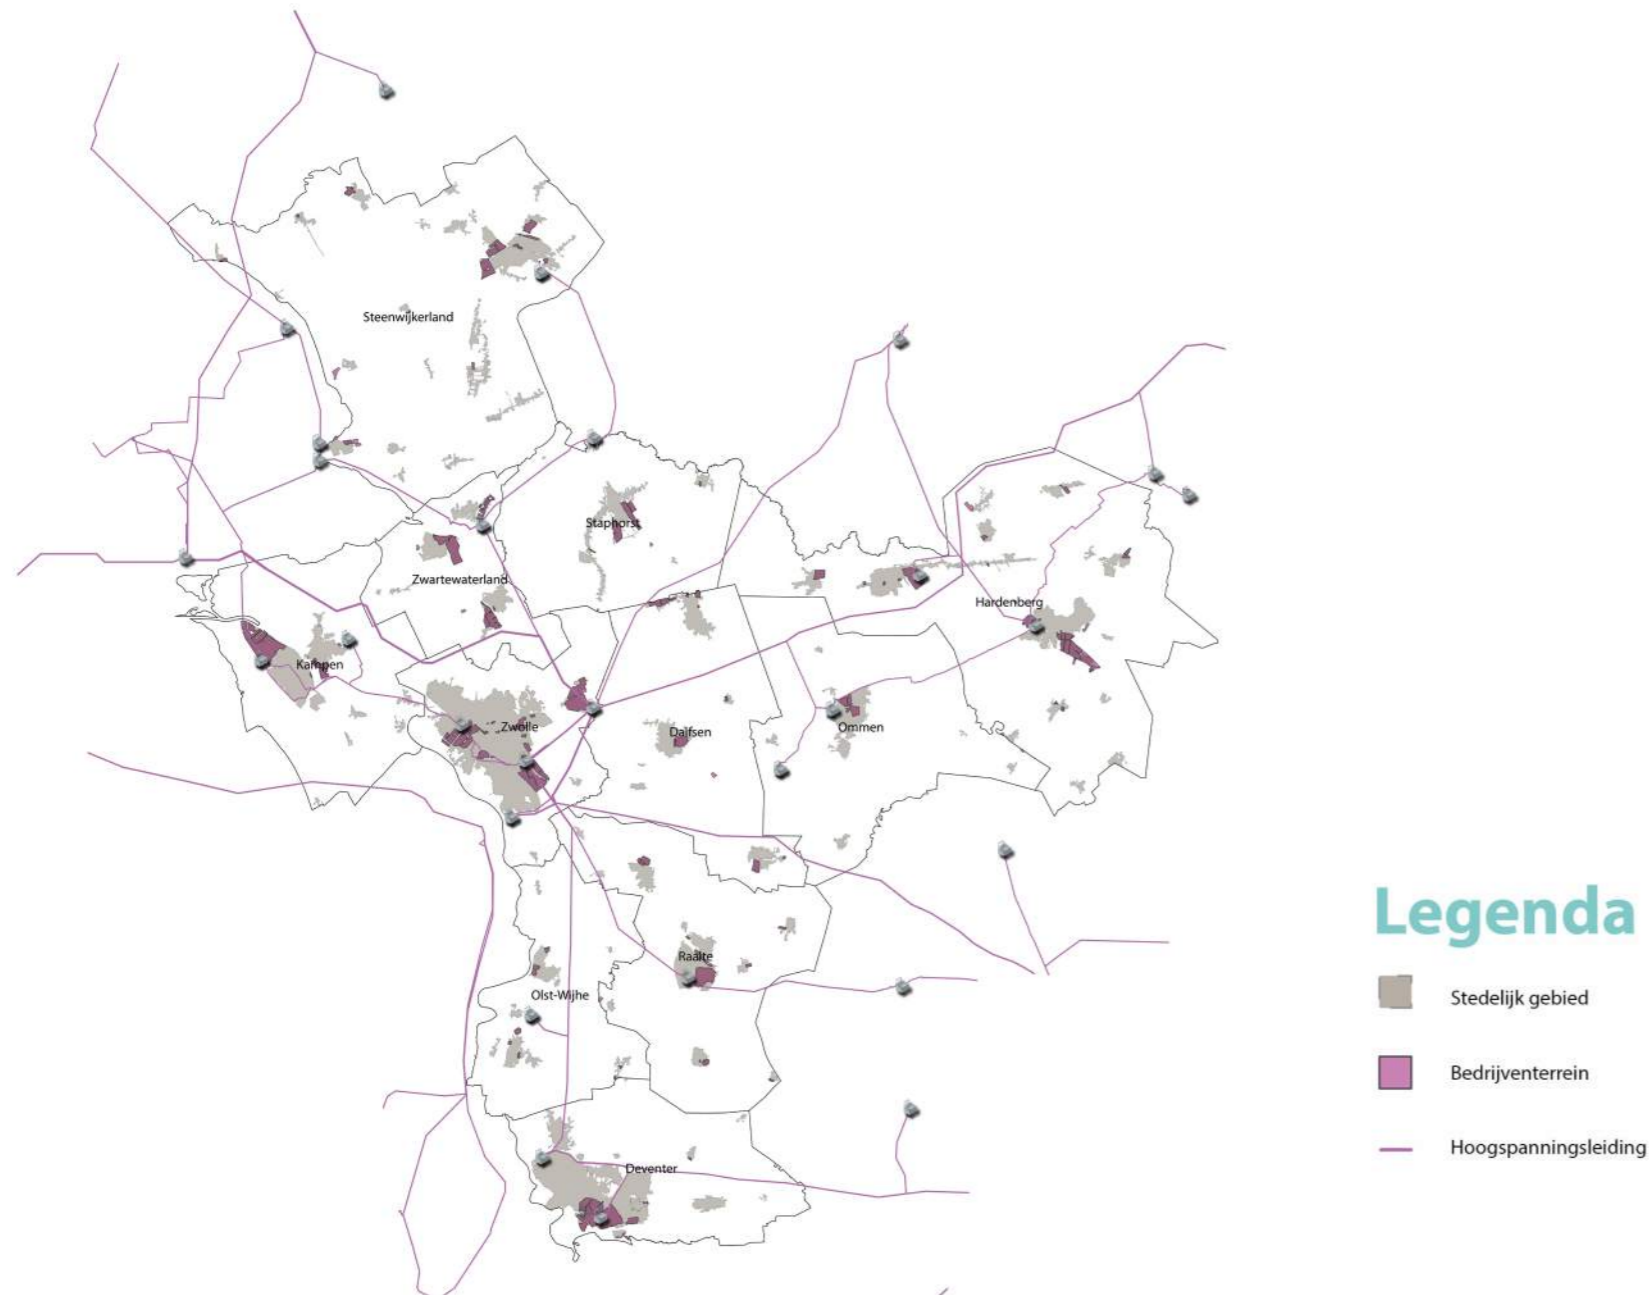 Steenwijkerland
Staphorst
Zwartewaterland
Hardenberg
Kampen
Zwolle
Dalfsen
Ommen
Raalte
Olst-Wijhe
Deventer
Legenda
Stedelijk gebied
Bedrijventerrein
Hoogspanningsleiding